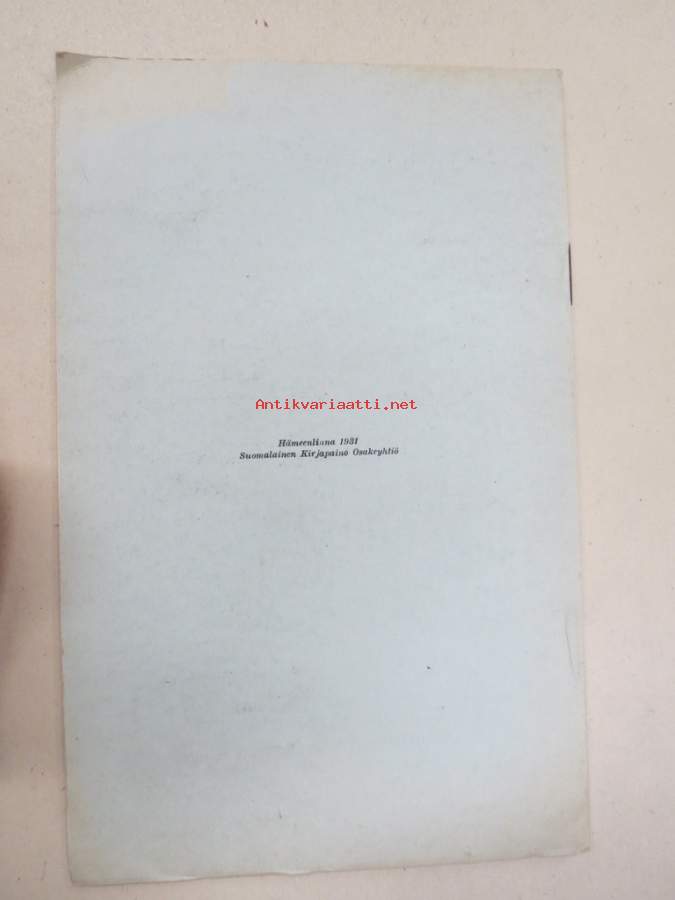 Antikvariaatti.net
Hämeenlinna 1931
Suomalainen Kirjapaino Osakeyhtiö